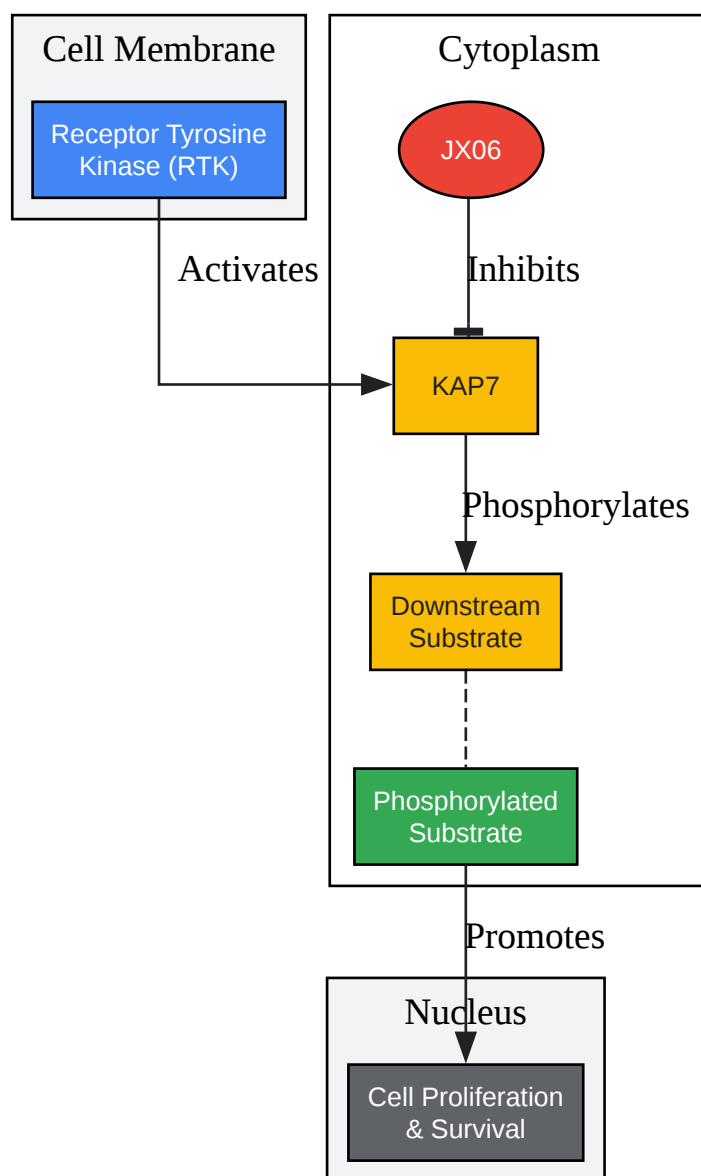 Cell Membrane
Receptor Tyrosine
Kinase (RTK)
Cytoplasm
JX06
Activates
Inhibits
KAP7
Phosphorylates
Downstream
Substrate
Phosphorylated
Substrate
Promotes
Nucleus
Cell Proliferation
& Survival